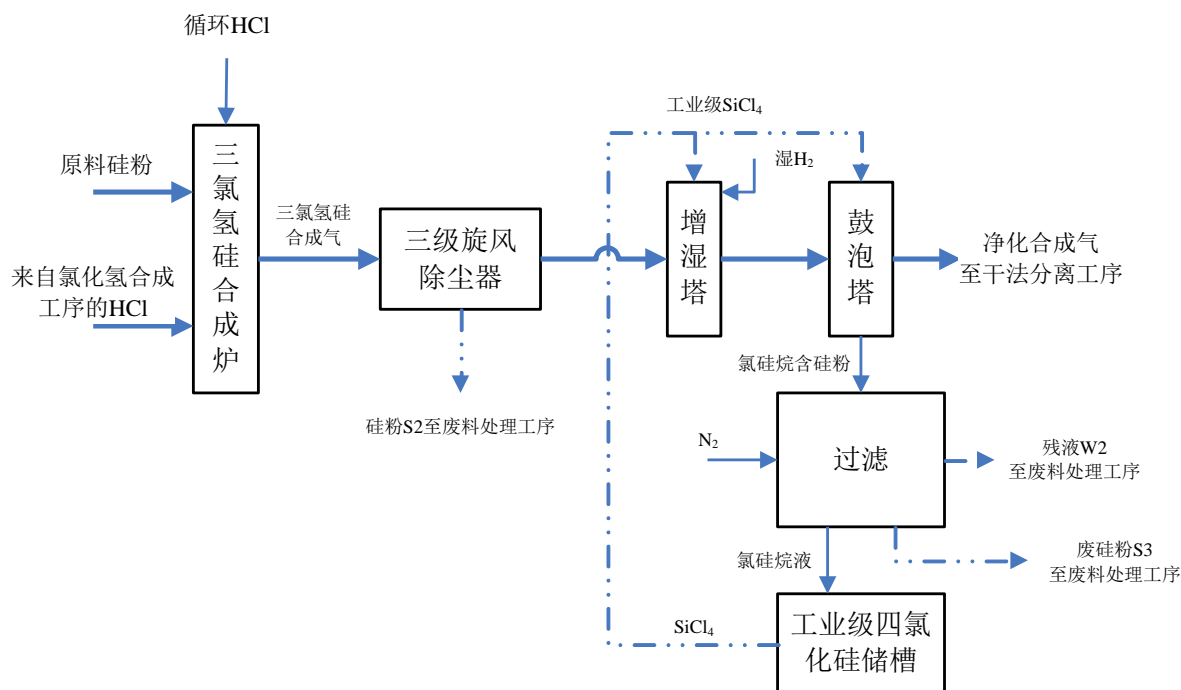 循环HCl
工业级SiCl₄
原料硅粉
湿H₂
三
氯
氢
硅
合
成
炉
三氯氢硅
合成气
三级旋风
除尘器
增
湿
塔
鼓
泡
塔
净化合成气
至干法分离工序
来自氯化氢合成
工序的HCl
氯硅烷含硅粉
硅粉S2至废料处理工序
N₂
过滤
残液W2
至废料处理工序
氯硅烷液
废硅粉S3
至废料处理工序
SiCl₄
工业级四氯
化硅储槽